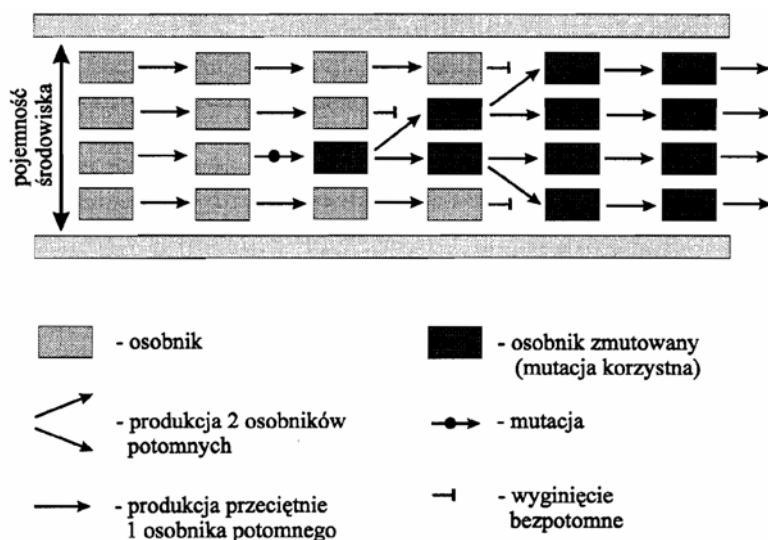 pojemność
środowiska
- osobnik
- osobnik zmutowany
(mutacja korzystna)
- produkcja 2 osobników
potomnych
- mutacja
- produkcja przeciętnie
1 osobnika potomnego
- wyginięcie
bezpotomne